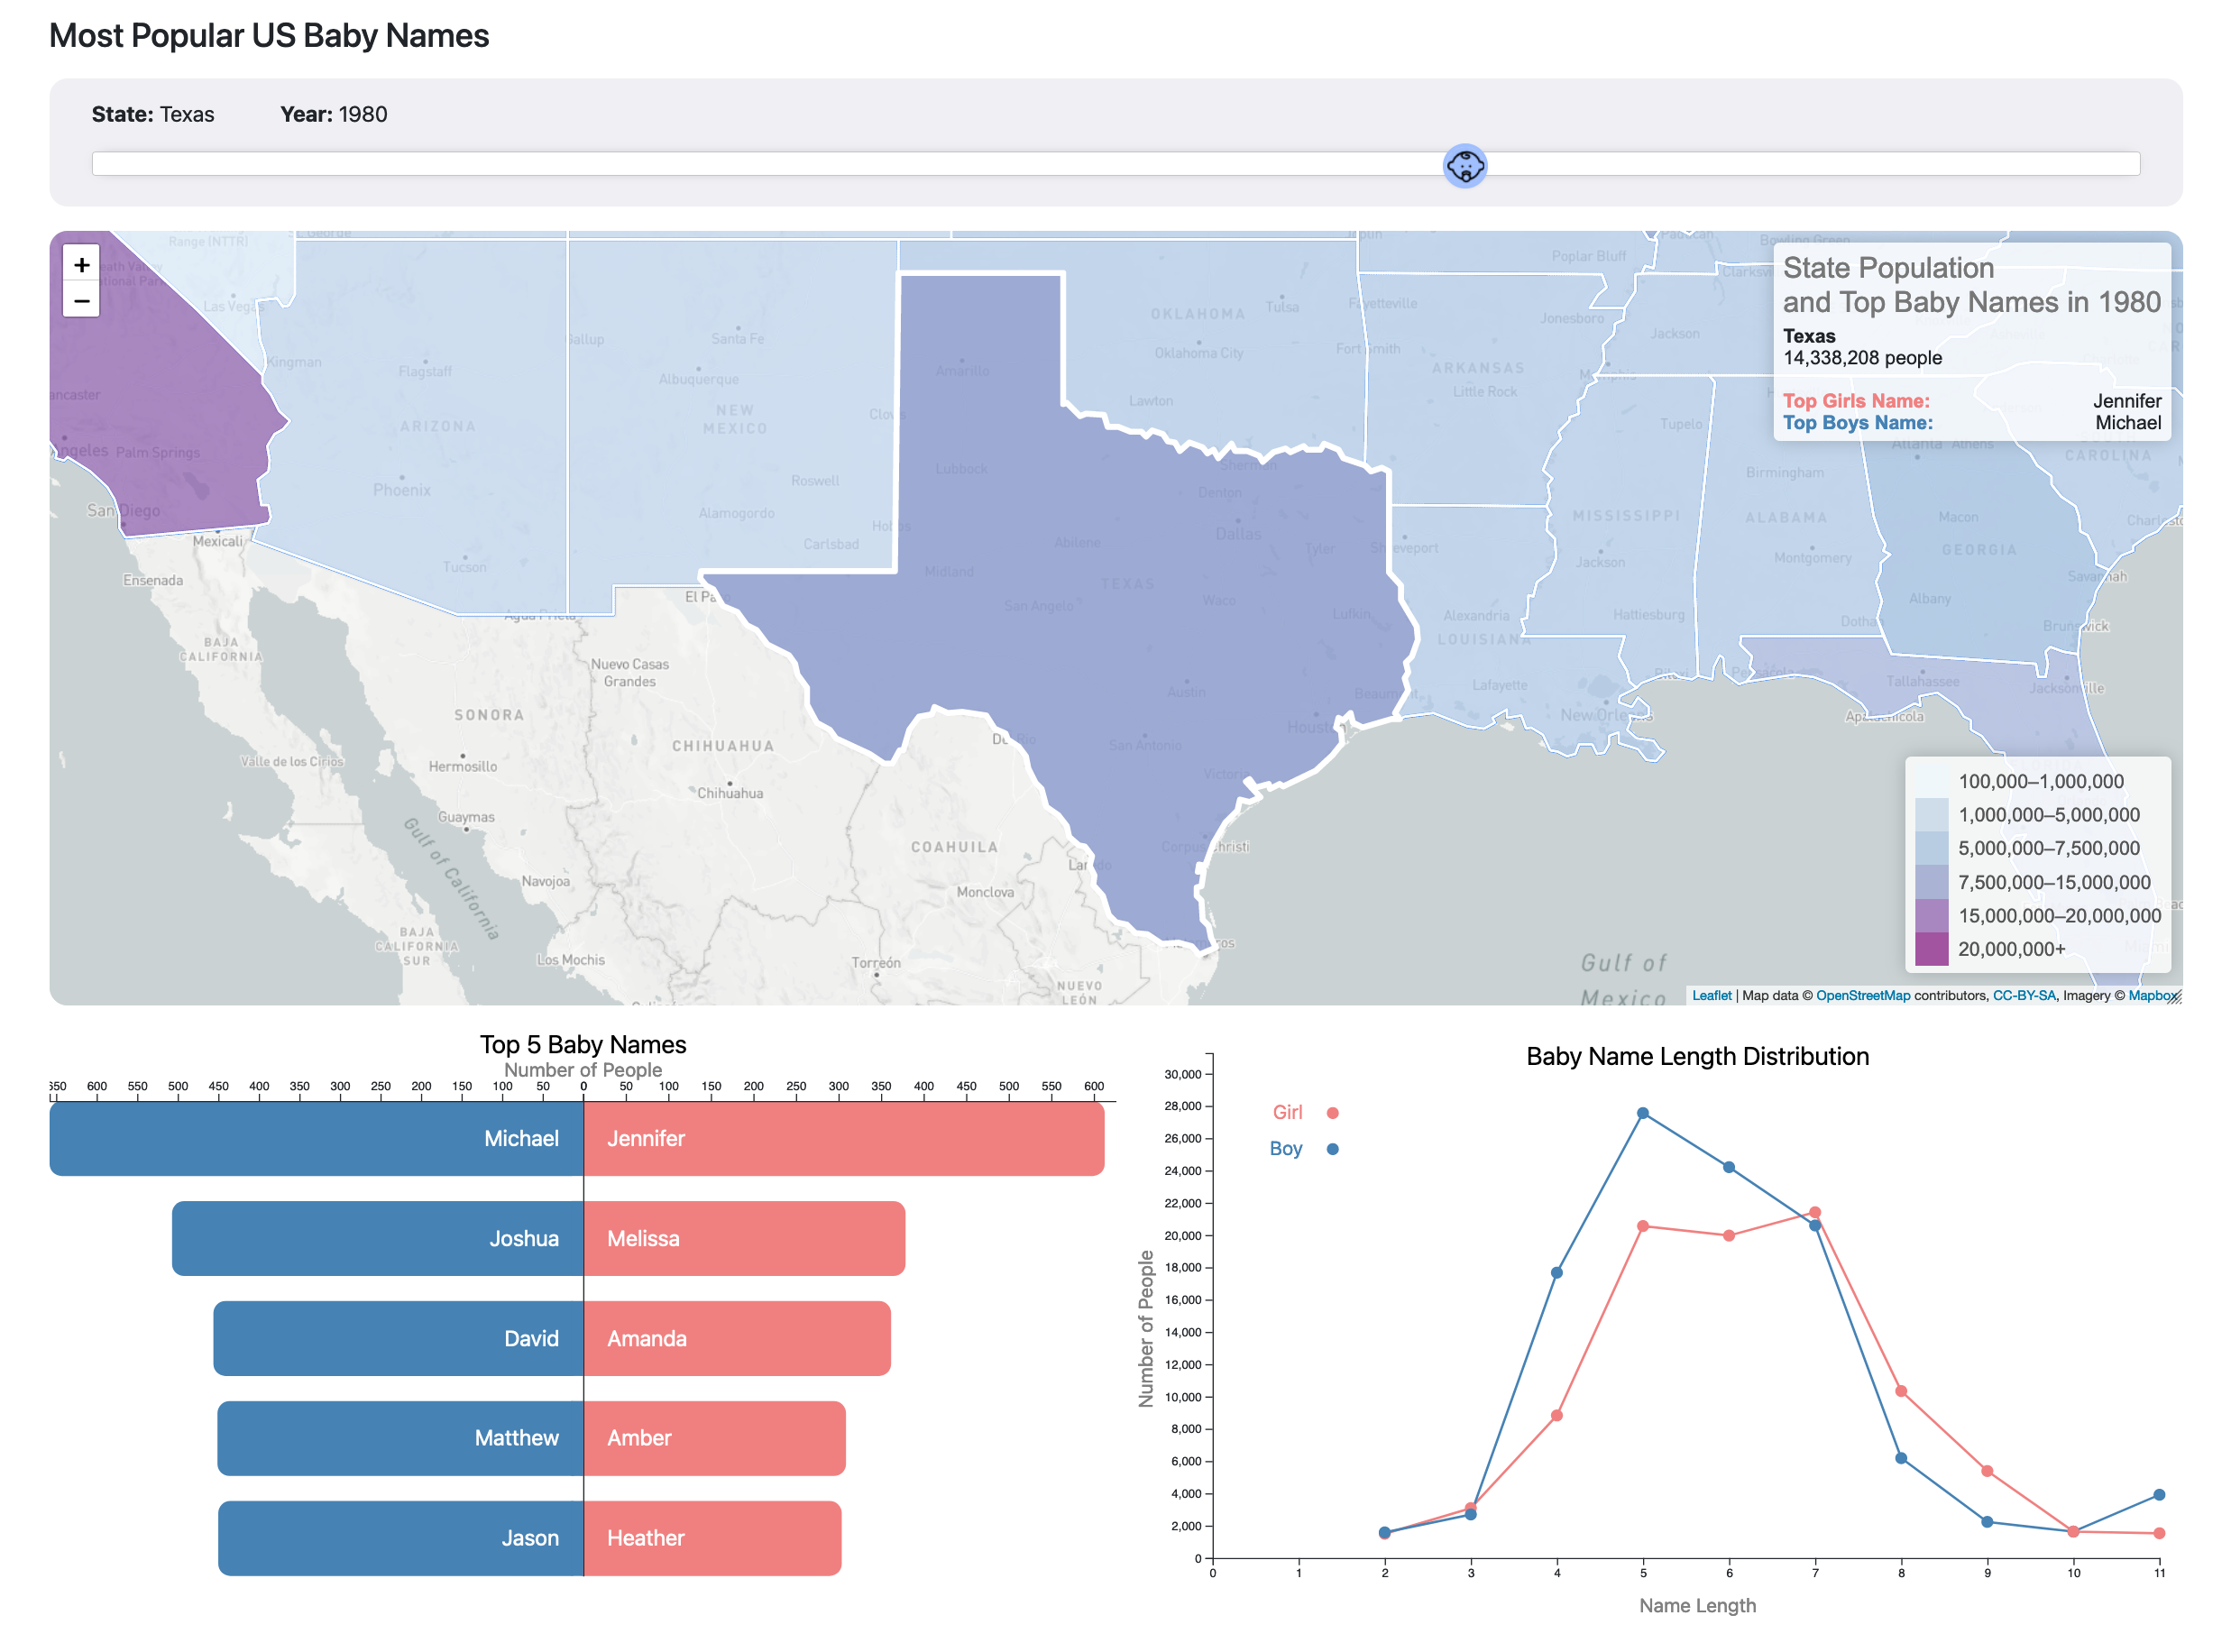 Most Popular US Baby Names
State: Texas Year: 1980
+
−
Range (NTTR)
St. George
Las Vegas
Kingman
Flagstaff
ARIZONA
Phoenix
Tucson
Agua Prieta
Gallup
Santa Fe
Albuquerque
NEW
MEXICO
Clovis
Roswell
Alamogordo
Hobbs
Carlsbad
Palm Springs
San Diego
Mexicali
Ensenada
BAJA
CALIFORNIA
Valle de los Cirios
Gulf of California
BAJA
CALIFORNIA
SUR
SONORA
Hermosillo
Guaymas
Navojoa
Los Mochis
Nuevo Casas
Grandes
CHIHUAHUA
Chihuahua
COAHUILA
Monclova
Torreón
NUEVO
LEÓN
El Paso
Amarillo
Lubbock
Midland
Abilene
San Angelo
TEXAS
Sherman
Denton
Dallas
Tyler
Waco
Lufkin
Austin
Houston
Beaumont
San Antonio
Del Rio
Victoria
Corpus Christi
Laredo
OKLAHOMA
Tulsa
Oklahoma City
Lawton
Joplin
Fayetteville
Fort Smith
ARKANSAS
Little Rock
Jonesboro
Poplar Bluff
Paducah
Bowling Green
Memphis
Jackson
Tupelo
MISSISSIPPI
Jackson
Hattiesburg
Biloxi
Shreveport
Alexandria
LOUISIANA
Lafayette
New Orleans
Birmingham
ALABAMA
Montgomery
Dothan
Pensacola
Atlanta
Athens
Macon
GEORGIA
Savannah
Albany
Brunswick
CAROLINA
Tallahassee
Jacksonville
Apalachicola
Gulf of
Mexico
State Population
and Top Baby Names in 1980
Texas
14,338,208 people
Top Girls Name: Jennifer
Top Boys Name: Michael
100,000–1,000,000
1,000,000–5,000,000
5,000,000–7,500,000
7,500,000–15,000,000
15,000,000–20,000,000
20,000,000+
Leaflet | Map data © OpenStreetMap contributors, CC-BY-SA, Imagery © Mapbox
Top 5 Baby Names
Number of People
650 600 550 500 450 400 350 300 250 200 150 100 50 0 50 100 150 200 250 300 350 400 450 500 550 600
Michael Jennifer
Joshua Melissa
David Amanda
Matthew Amber
Jason Heather
Baby Name Length Distribution
Girl
Boy
Number of People
30,000
28,000
26,000
24,000
22,000
20,000
18,000
16,000
14,000
12,000
10,000
8,000
6,000
4,000
2,000
0
0 1 2 3 4 5 6 7 8 9 10 11
Name Length